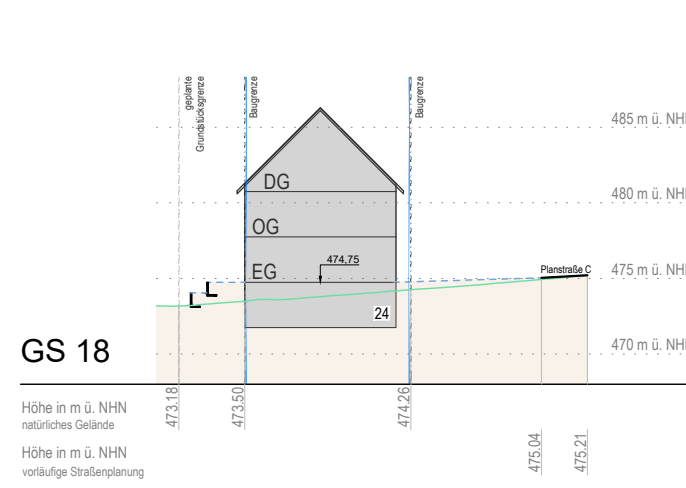 geplante
Grundstücksgrenze
Baugrenze
Baugrenze
485 m ü. NHN
DG
480 m ü. NHN
OG
474,75
EG
Planstraße C
475 m ü. NHN
24
470 m ü. NHN
GS 18
Höhe in m ü. NHN
natürliches Gelände
473.18
473.50
474.26
Höhe in m ü. NHN
vorläufige Straßenplanung
475.04
475.21